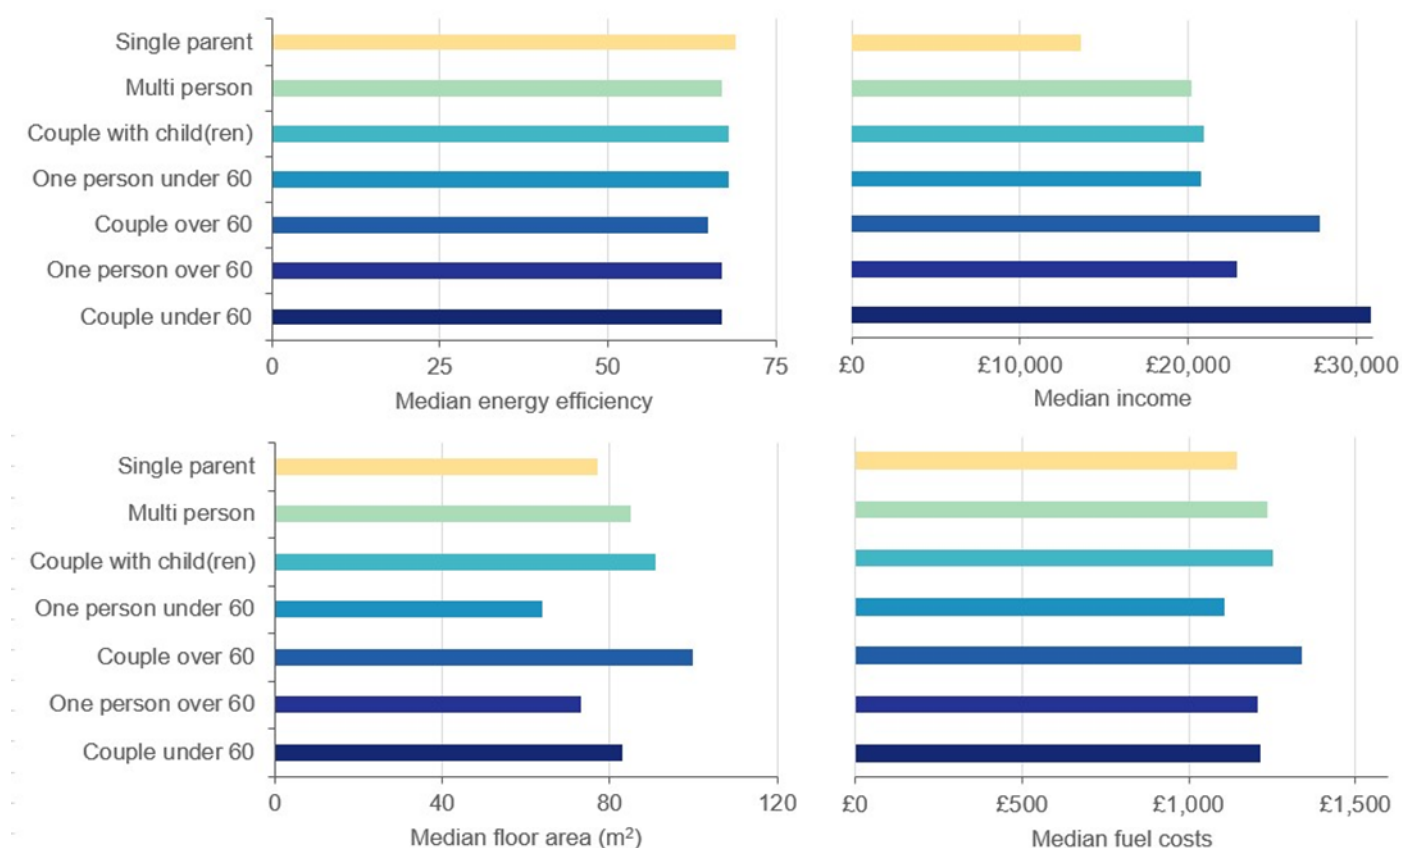 Single parent
Multi person
Couple with child(ren)
One person under 60
Couple over 60
One person over 60
Couple under 60
0 25 50 75
Median energy efficiency
£0 £10,000 £20,000 £30,000
Median income
Single parent
Multi person
Couple with child(ren)
One person under 60
Couple over 60
One person over 60
Couple under 60
0 40 80 120
Median floor area (m²)
£0 £500 £1,000 £1,500
Median fuel costs